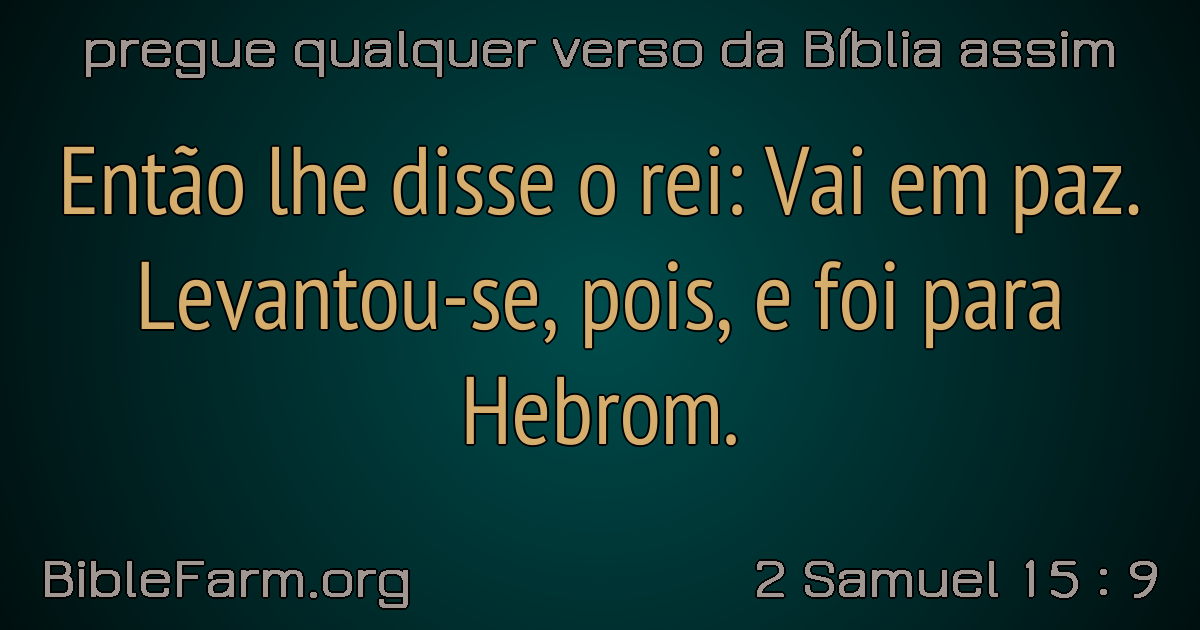 pregue qualquer verso da Bíblia assim
Então lhe disse o rei: Vai em paz.
Levantou-se, pois, e foi para
Hebrom.
BibleFarm.org
2 Samuel 15 : 9